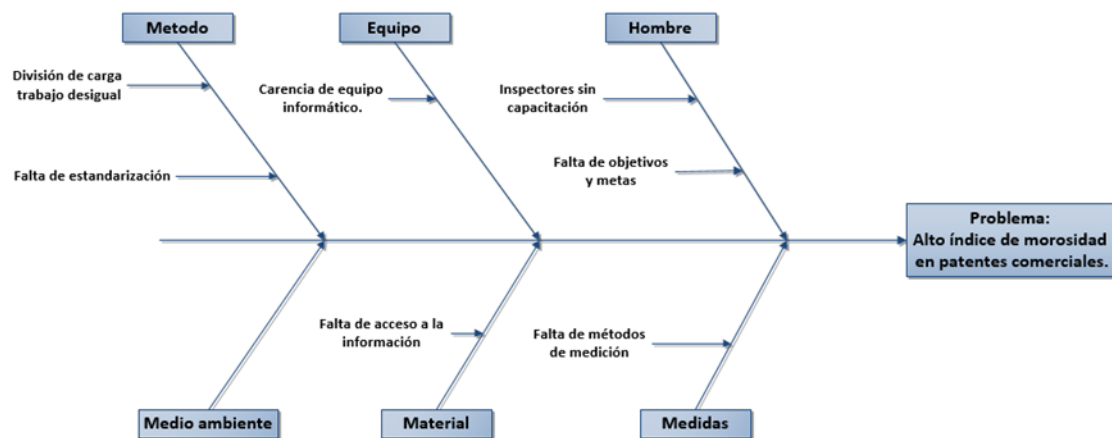 Metodo
Equipo
Hombre
División de carga
trabajo desigual
Carencia de equipo
informático.
Inspectores sin
capacitación
Falta de estandarización
Falta de objetivos
y metas
Problema:
Alto índice de morosidad
en patentes comerciales.
Falta de acceso a la
información
Falta de métodos
de medición
Medio ambiente
Material
Medidas